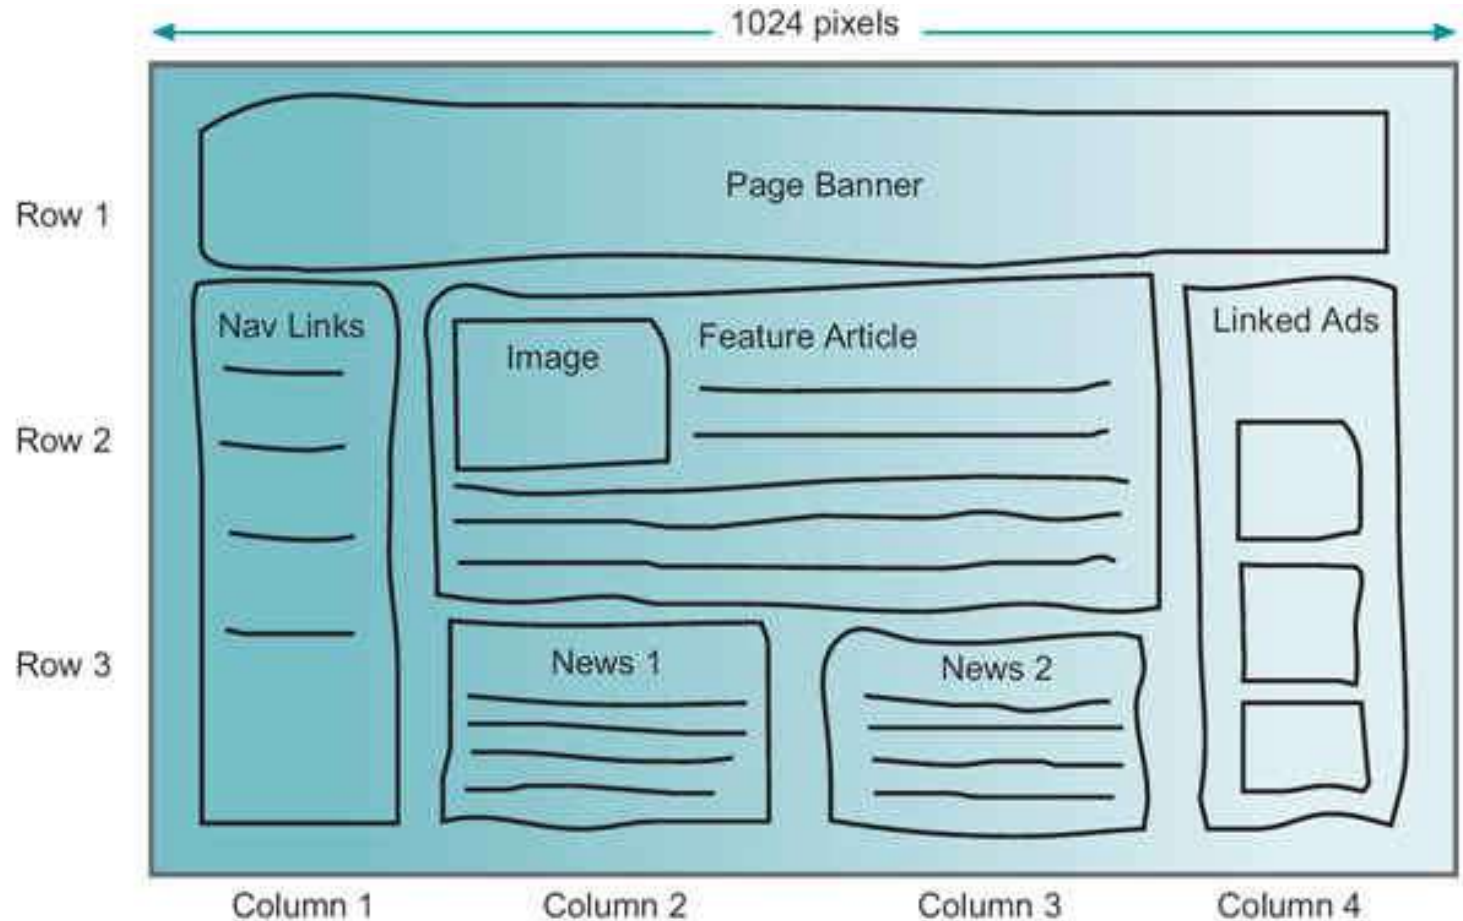 1024 pixels
Row 1
Page Banner
Nav Links
Image
Feature Article
Linked Ads
Row 2
Row 3
News 1
News 2
Column 1
Column 2
Column 3
Column 4